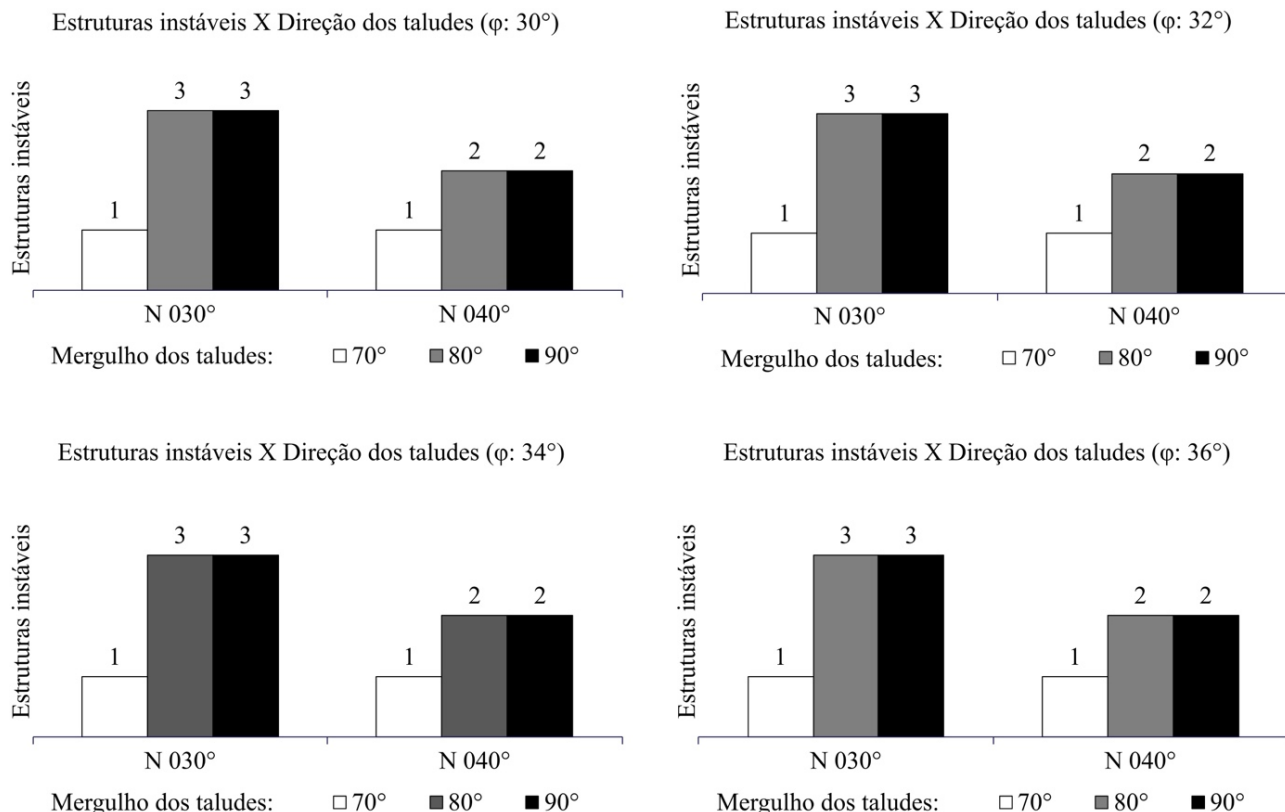 Estruturas instáveis X Direção dos taludes (φ: 30°)
Estruturas instáveis
3 3
2 2
1 1
N 030° N 040°
Mergulho dos taludes: 70° 80° 90°
Estruturas instáveis X Direção dos taludes (φ: 32°)
Estruturas instáveis
3 3
2 2
1 1
N 030° N 040°
Mergulho dos taludes: 70° 80° 90°
Estruturas instáveis X Direção dos taludes (φ: 34°)
Estruturas instáveis
3 3
2 2
1 1
N 030° N 040°
Mergulho dos taludes: 70° 80° 90°
Estruturas instáveis X Direção dos taludes (φ: 36°)
Estruturas instáveis
3 3
2 2
1 1
N 030° N 040°
Mergulho dos taludes: 70° 80° 90°